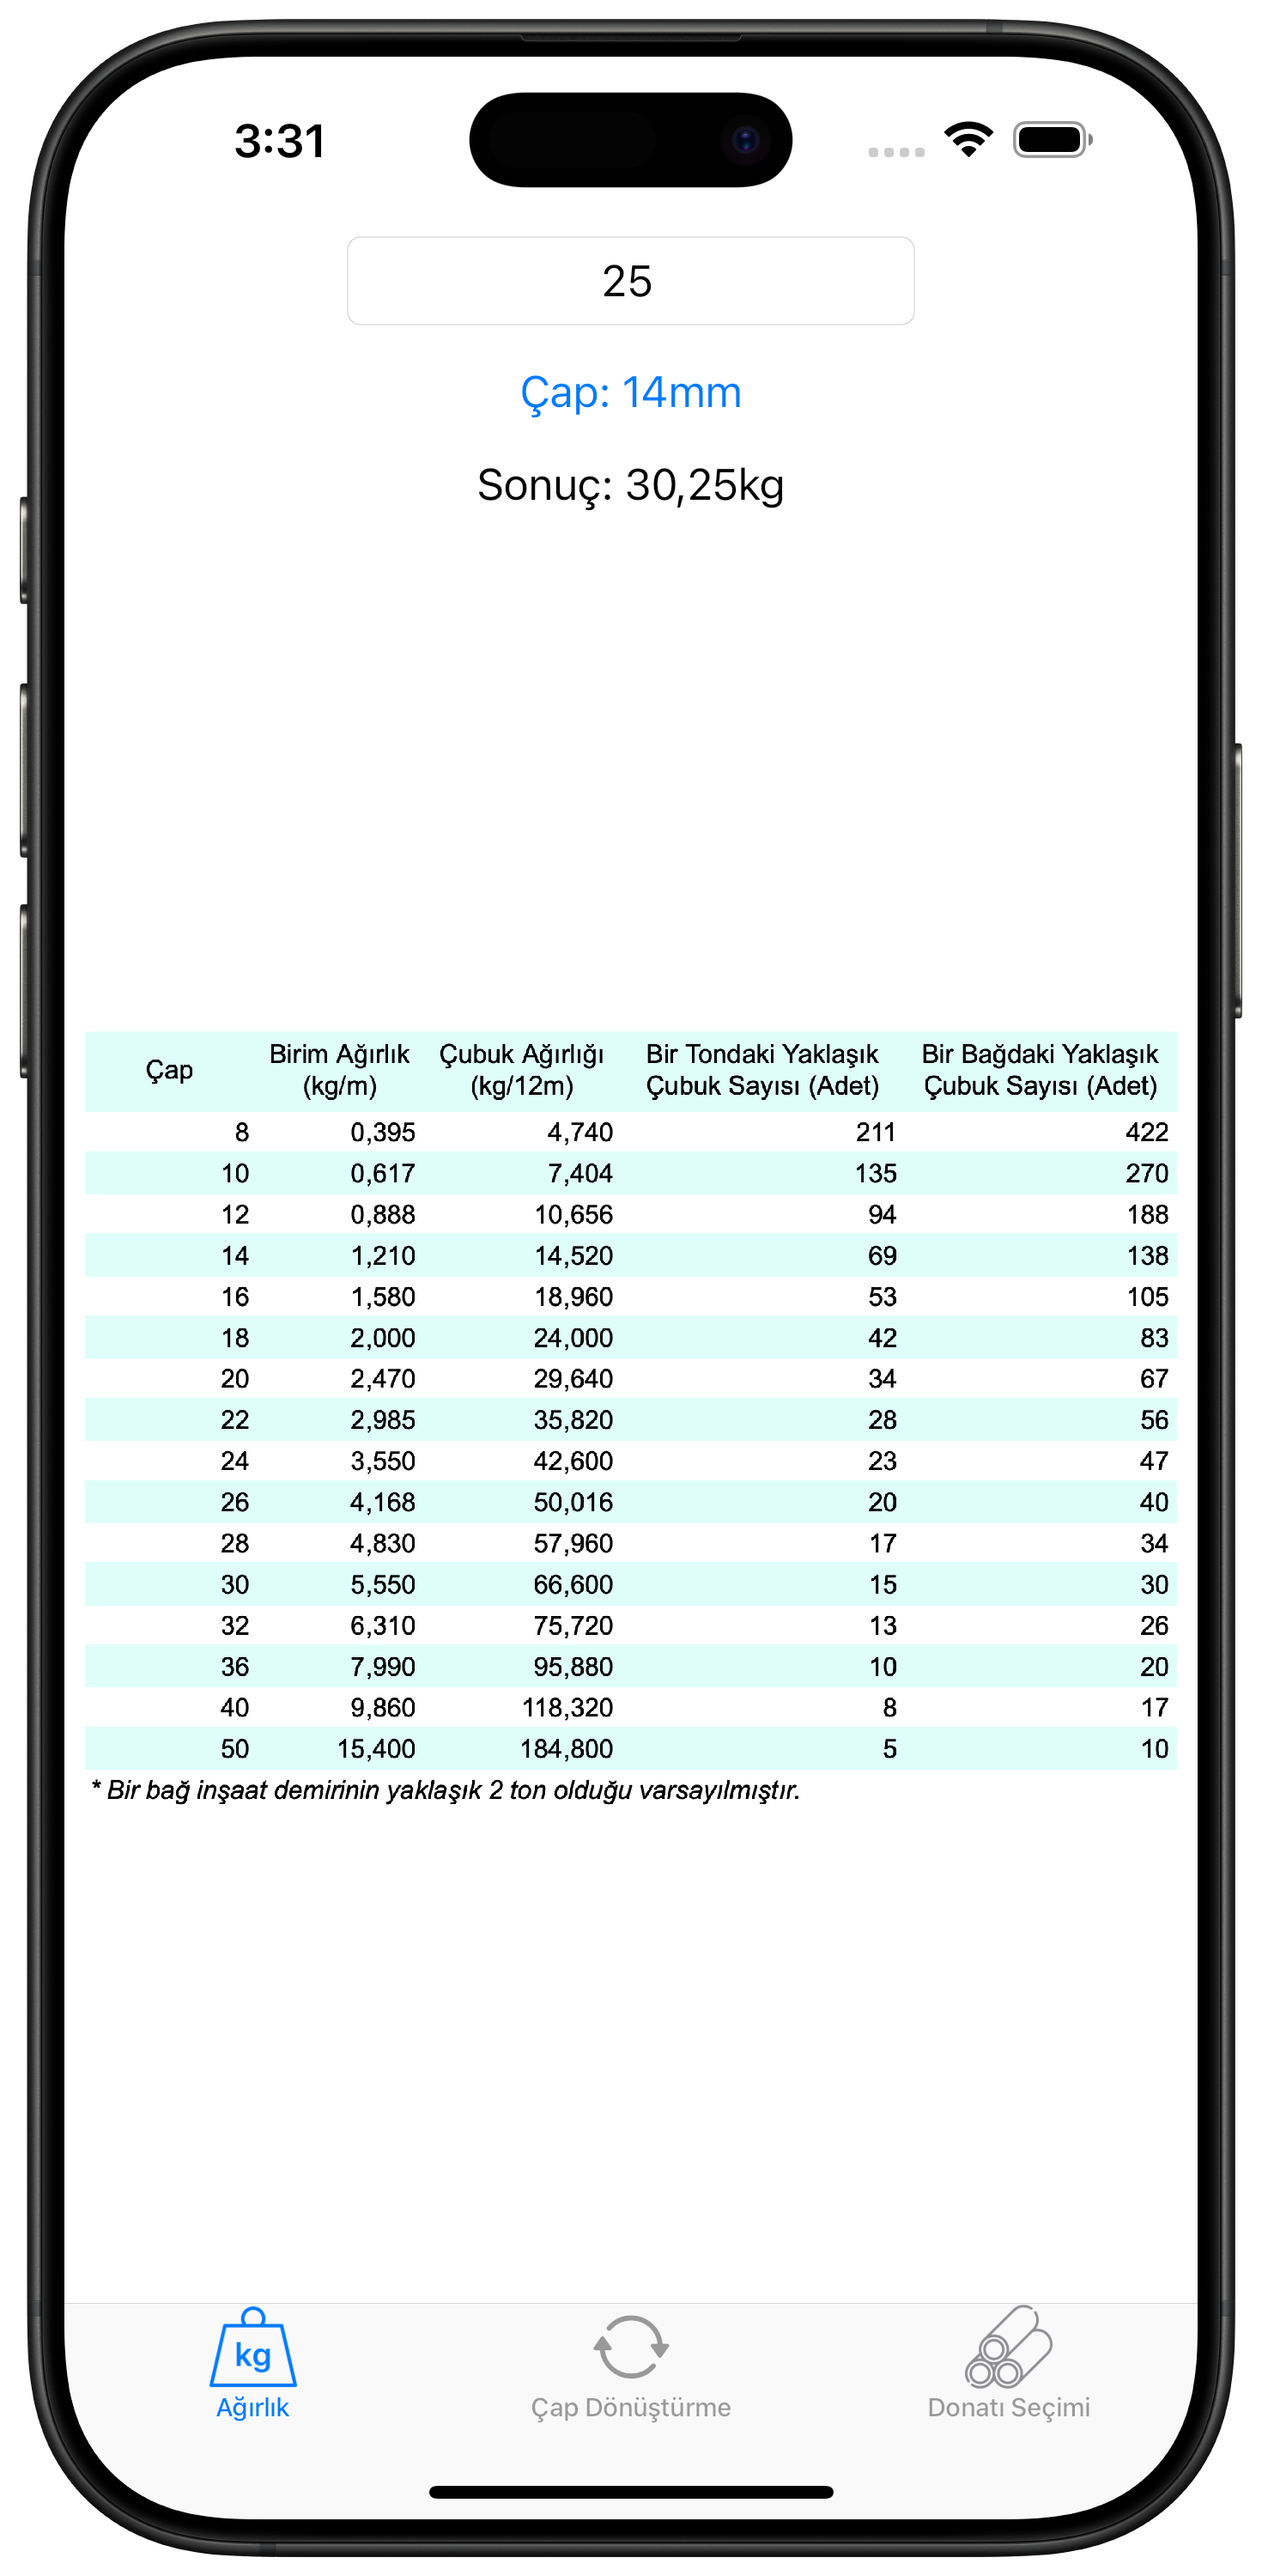 3:31
25
Çap: 14mm
Sonuç: 30,25kg
Çap Birim Ağırlık (kg/m) Çubuk Ağırlığı (kg/12m) Bir Tondaki Yaklaşık Çubuk Sayısı (Adet) Bir Bağdaki Yaklaşık Çubuk Sayısı (Adet)
8 0,395 4,740 211 422
10 0,617 7,404 135 270
12 0,888 10,656 94 188
14 1,210 14,520 69 138
16 1,580 18,960 53 105
18 2,000 24,000 42 83
20 2,470 29,640 34 67
22 2,985 35,820 28 56
24 3,550 42,600 23 47
26 4,168 50,016 20 40
28 4,830 57,960 17 34
30 5,550 66,600 15 30
32 6,310 75,720 13 26
36 7,990 95,880 10 20
40 9,860 118,320 8 17
50 15,400 184,800 5 10
* Bir bağ inşaat demirinin yaklaşık 2 ton olduğu varsayılmıştır.
kg
Ağırlık Çap Dönüştürme Donatı Seçimi